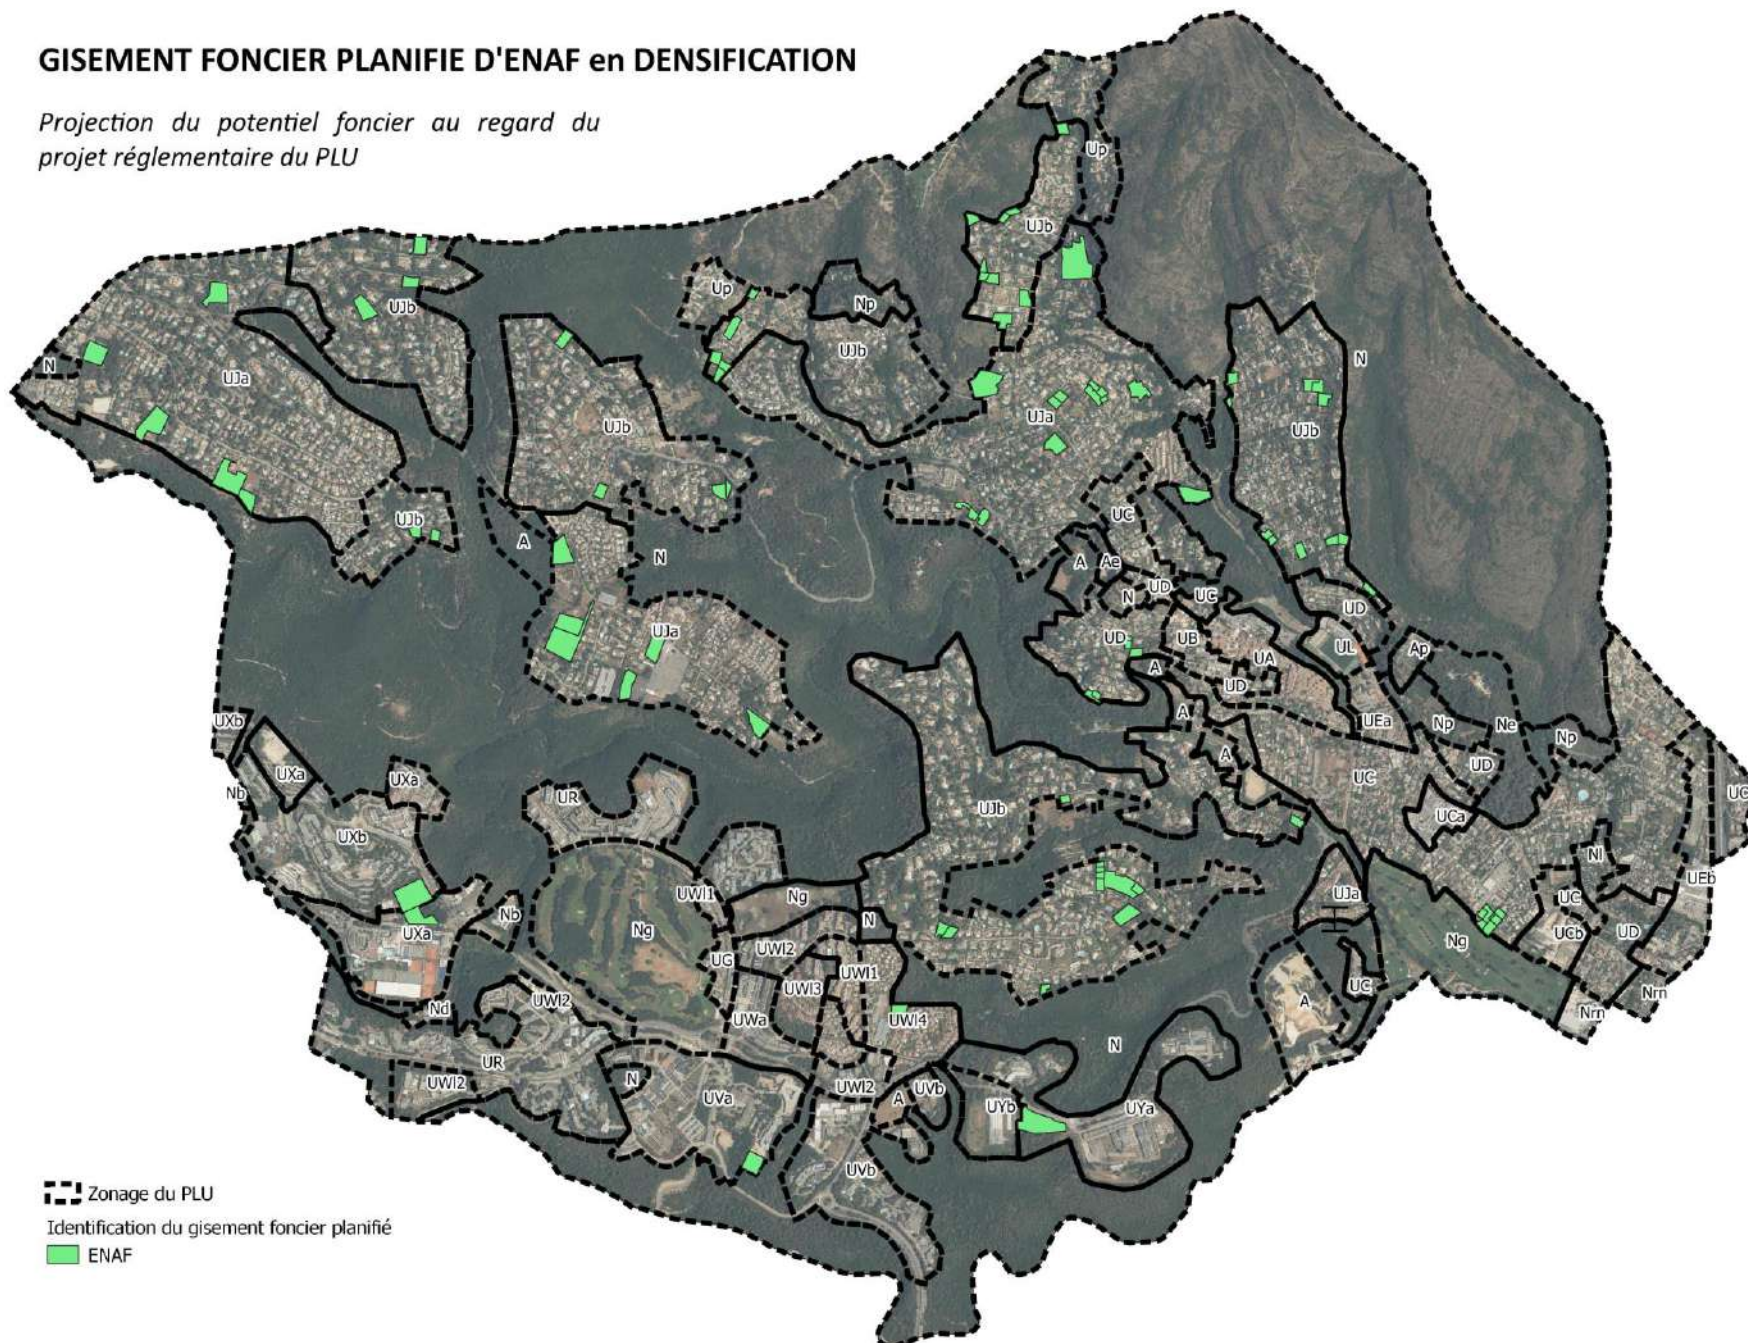 GISEMENT FONCIER PLANIFIE D'ENAF en DENSIFICATION
Projection du potentiel foncier au regard du
projet réglementaire du PLU
Up
UJb
Up
Np
UJb
UJb
N
UJa
UJb
N
UJb
UJa
UJb
UJb
UC
A
N
A
Ae
UD
N
UC
UD
UJa
UD
UB
UL
UA
Ap
A
UD
A
UEa
Np
Ne
Np
UXb
A
UD
UXa
UXa
UC
Nb
UR
UC
UJb
UCa
UXb
NI
UEb
UWI1
Ng
UJa
UC
Nb
UXa
Ng
UCb
UD
Ng
N
UWI2
UG
UWI1
UWI3
UC
A
Nrn
Nrn
UWI2
Nd
UWa
UWI4
UR
N
UWI2
N
UVa
UWI2
A
UVb
UYb
UYa
UVb
Zonage du PLU
Identification du gisement foncier planifié
ENAF